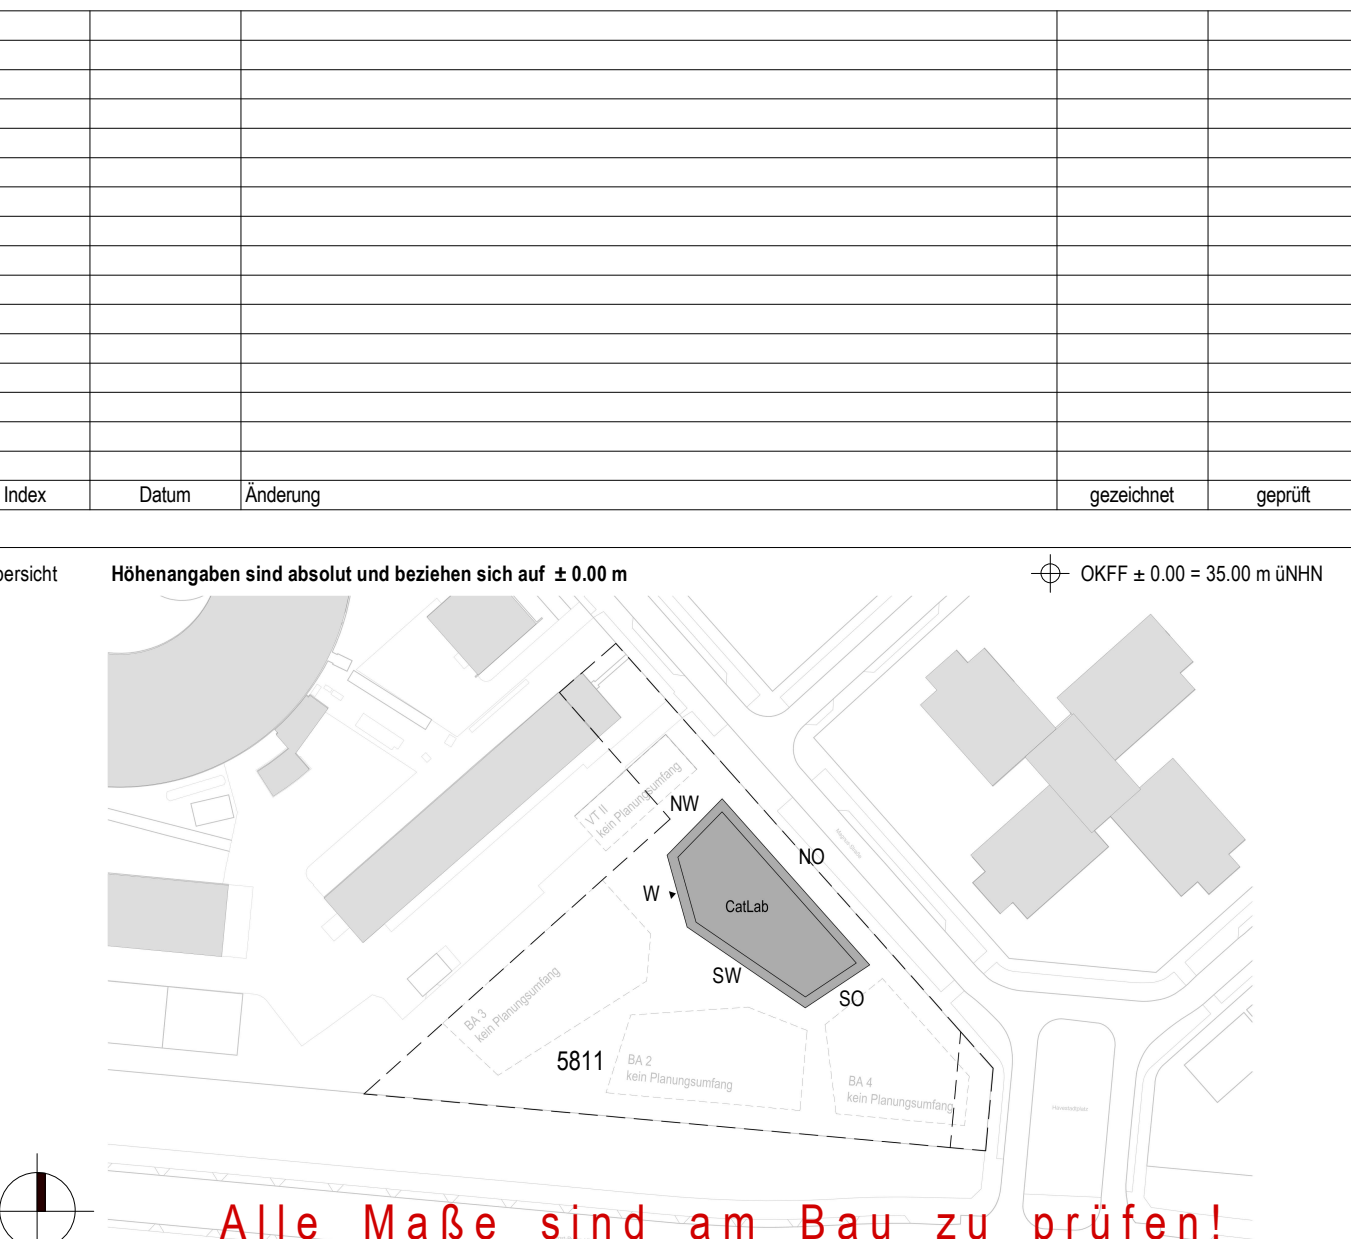 Index Datum Änderung gezeichnet geprüft
bersicht Höhenangaben sind absolut und beziehen sich auf ± 0.00 m OKFF ± 0.00 = 35.00 m üNHN
VT II
kein Planungsumfang
NW
NO
W
CatLab
SW
SO
BA 3
kein Planungsumfang
5811
BA 2
kein Planungsumfang
BA 4
kein Planungsumfang
Alle Maße sind am Bau zu prüfen!